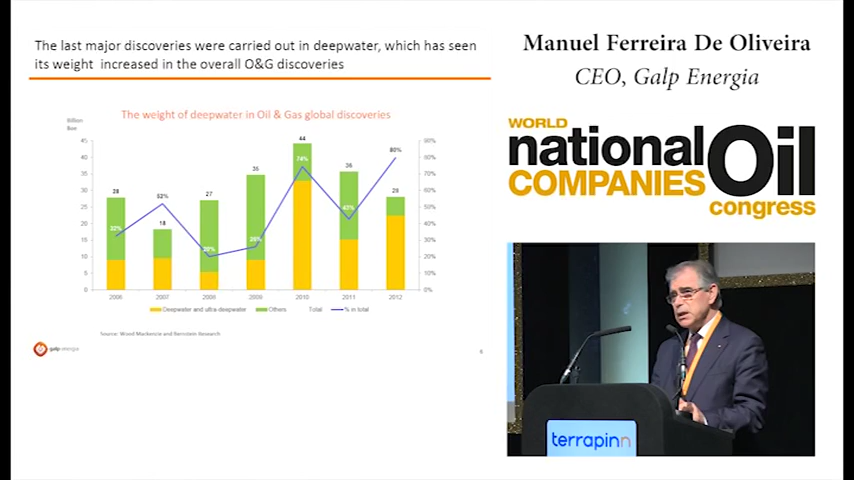 The last major discoveries were carried out in deepwater, which has seen
its weight increased in the overall O&G discoveries
The weight of deepwater in Oil & Gas global discoveries
Billion
Boe
45
40
35
30
25
20
15
10
5
0
28
18
27
35
44
36
28
32%
52%
20%
26%
74%
43%
80%
90%
80%
70%
60%
50%
40%
30%
20%
10%
0%
2006 2007 2008 2009 2010 2011 2012
Deepwater and ultra-deepwater Others Total % in total
Source: Wood Mackenzie and Bernstein Research
galp energia
6
Manuel Ferreira De Oliveira
CEO, Galp Energia
WORLD
national Oil
COMPANIES
congress
terrapinn